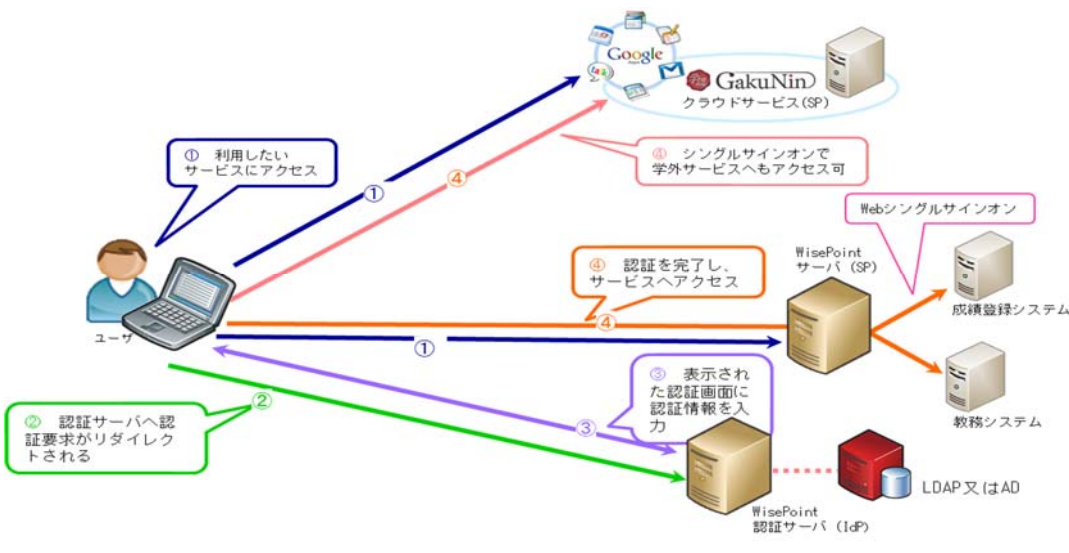 Google
GakuNin
クラウドサービス(SP)
① 利用したい
サービスにアクセス
④ シングルサインオンで
学外サービスへもアクセス可
①
④
Webシングルサインオン
WisePoint
サーバ (SP)
④ 認証を完了し、
サービスへアクセス
成績登録システム
ユーザ
④
①
③ 表示され
た認証画面に
認証情報を入
力
教務システム
② 認証サーバへ認
証要求がリダイレク
トされる
②
③
LDAP又はAD
WisePoint
認証サーバ (IdP)